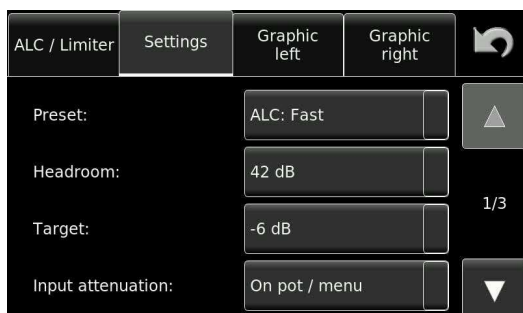 ALC / Limiter
Settings
Graphic
left
Graphic
right
Preset:
ALC: Fast
Headroom:
42 dB
1/3
Target:
-6 dB
Input attenuation:
On pot / menu